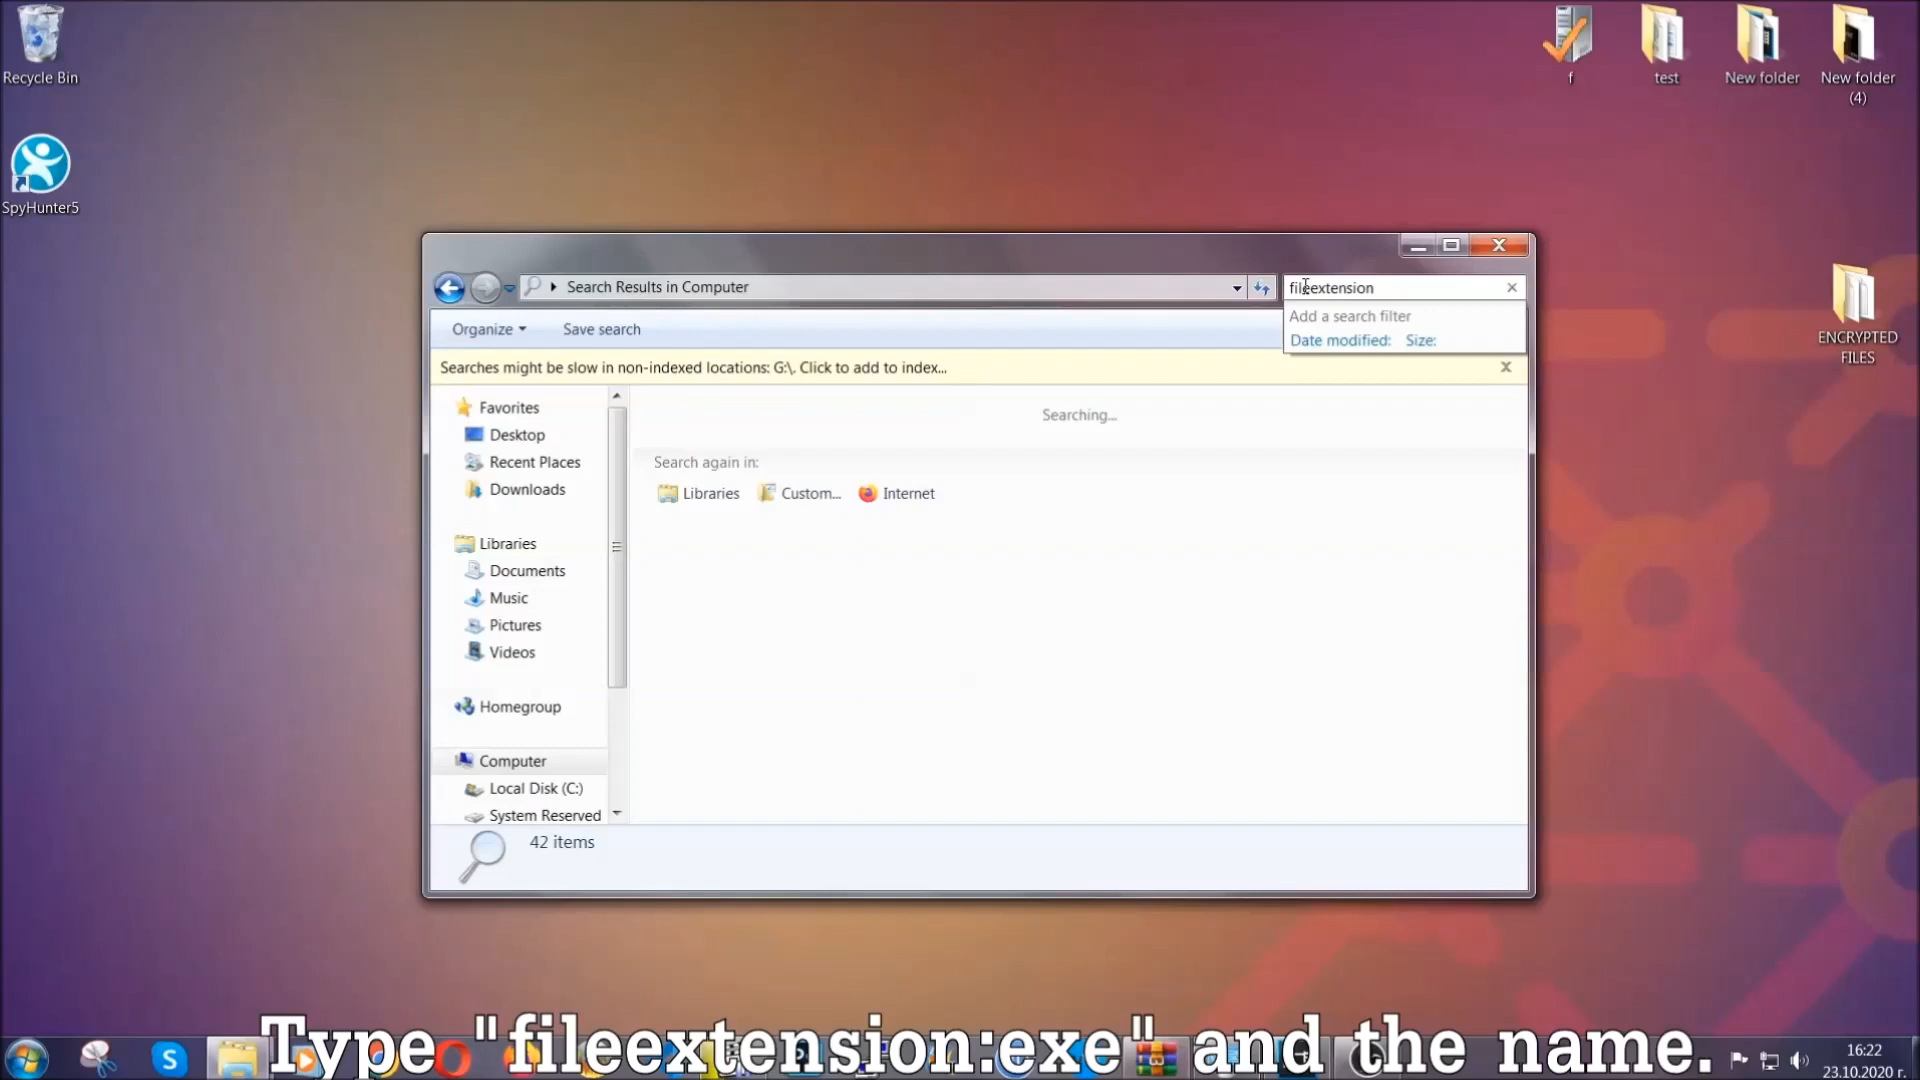 Recycle Bin
SpyHunter5
f
test
New folder
New folder
(4)
ENCRYPTED
FILES
Search Results in Computer
fileextension
Add a search filter
Date modified: Size:
Organize
Save search
Searches might be slow in non-indexed locations: G:\. Click to add to index...
Favorites
Desktop
Recent Places
Downloads
Libraries
Documents
Music
Pictures
Videos
Homegroup
Computer
Local Disk (C:)
System Reserved
Searching...
Search again in:
Libraries
Custom...
Internet
42 items
Type "fileextension:exe" and the name.
16:22
23.10.2020 г.